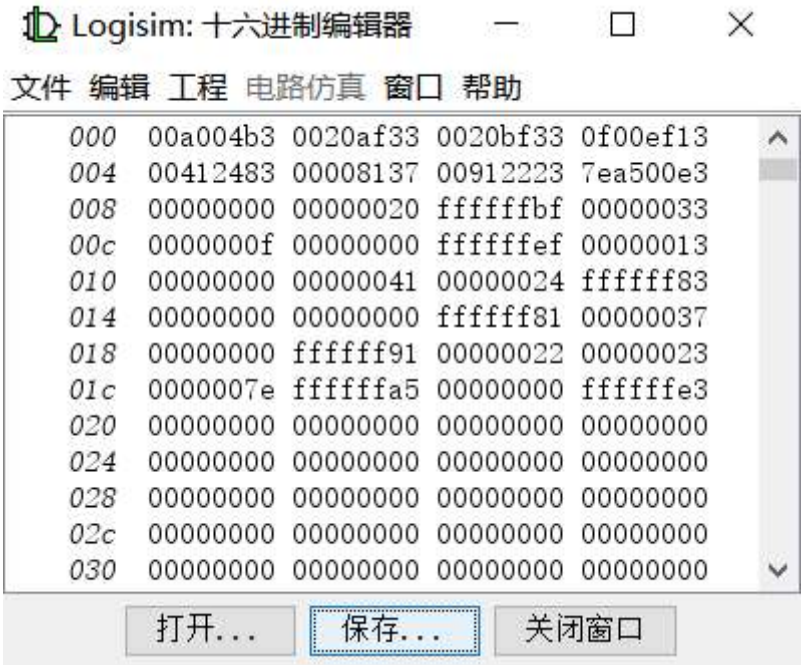 Logisim: 十六进制编辑器
文件 编辑 工程 电路仿真 窗口 帮助
000 00a004b3 0020af33 0020bf33 0f00ef13
004 00412483 00008137 00912223 7ea500e3
008 00000000 00000020 ffffffbf 00000033
00c 0000000f 00000000 ffffffef 00000013
010 00000000 00000041 00000024 ffffff83
014 00000000 00000000 ffffff81 00000037
018 00000000 ffffff91 00000022 00000023
01c 0000007e ffffffa5 00000000 ffffffe3
020 00000000 00000000 00000000 00000000
024 00000000 00000000 00000000 00000000
028 00000000 00000000 00000000 00000000
02c 00000000 00000000 00000000 00000000
030 00000000 00000000 00000000 00000000
打开... 保存... 关闭窗口